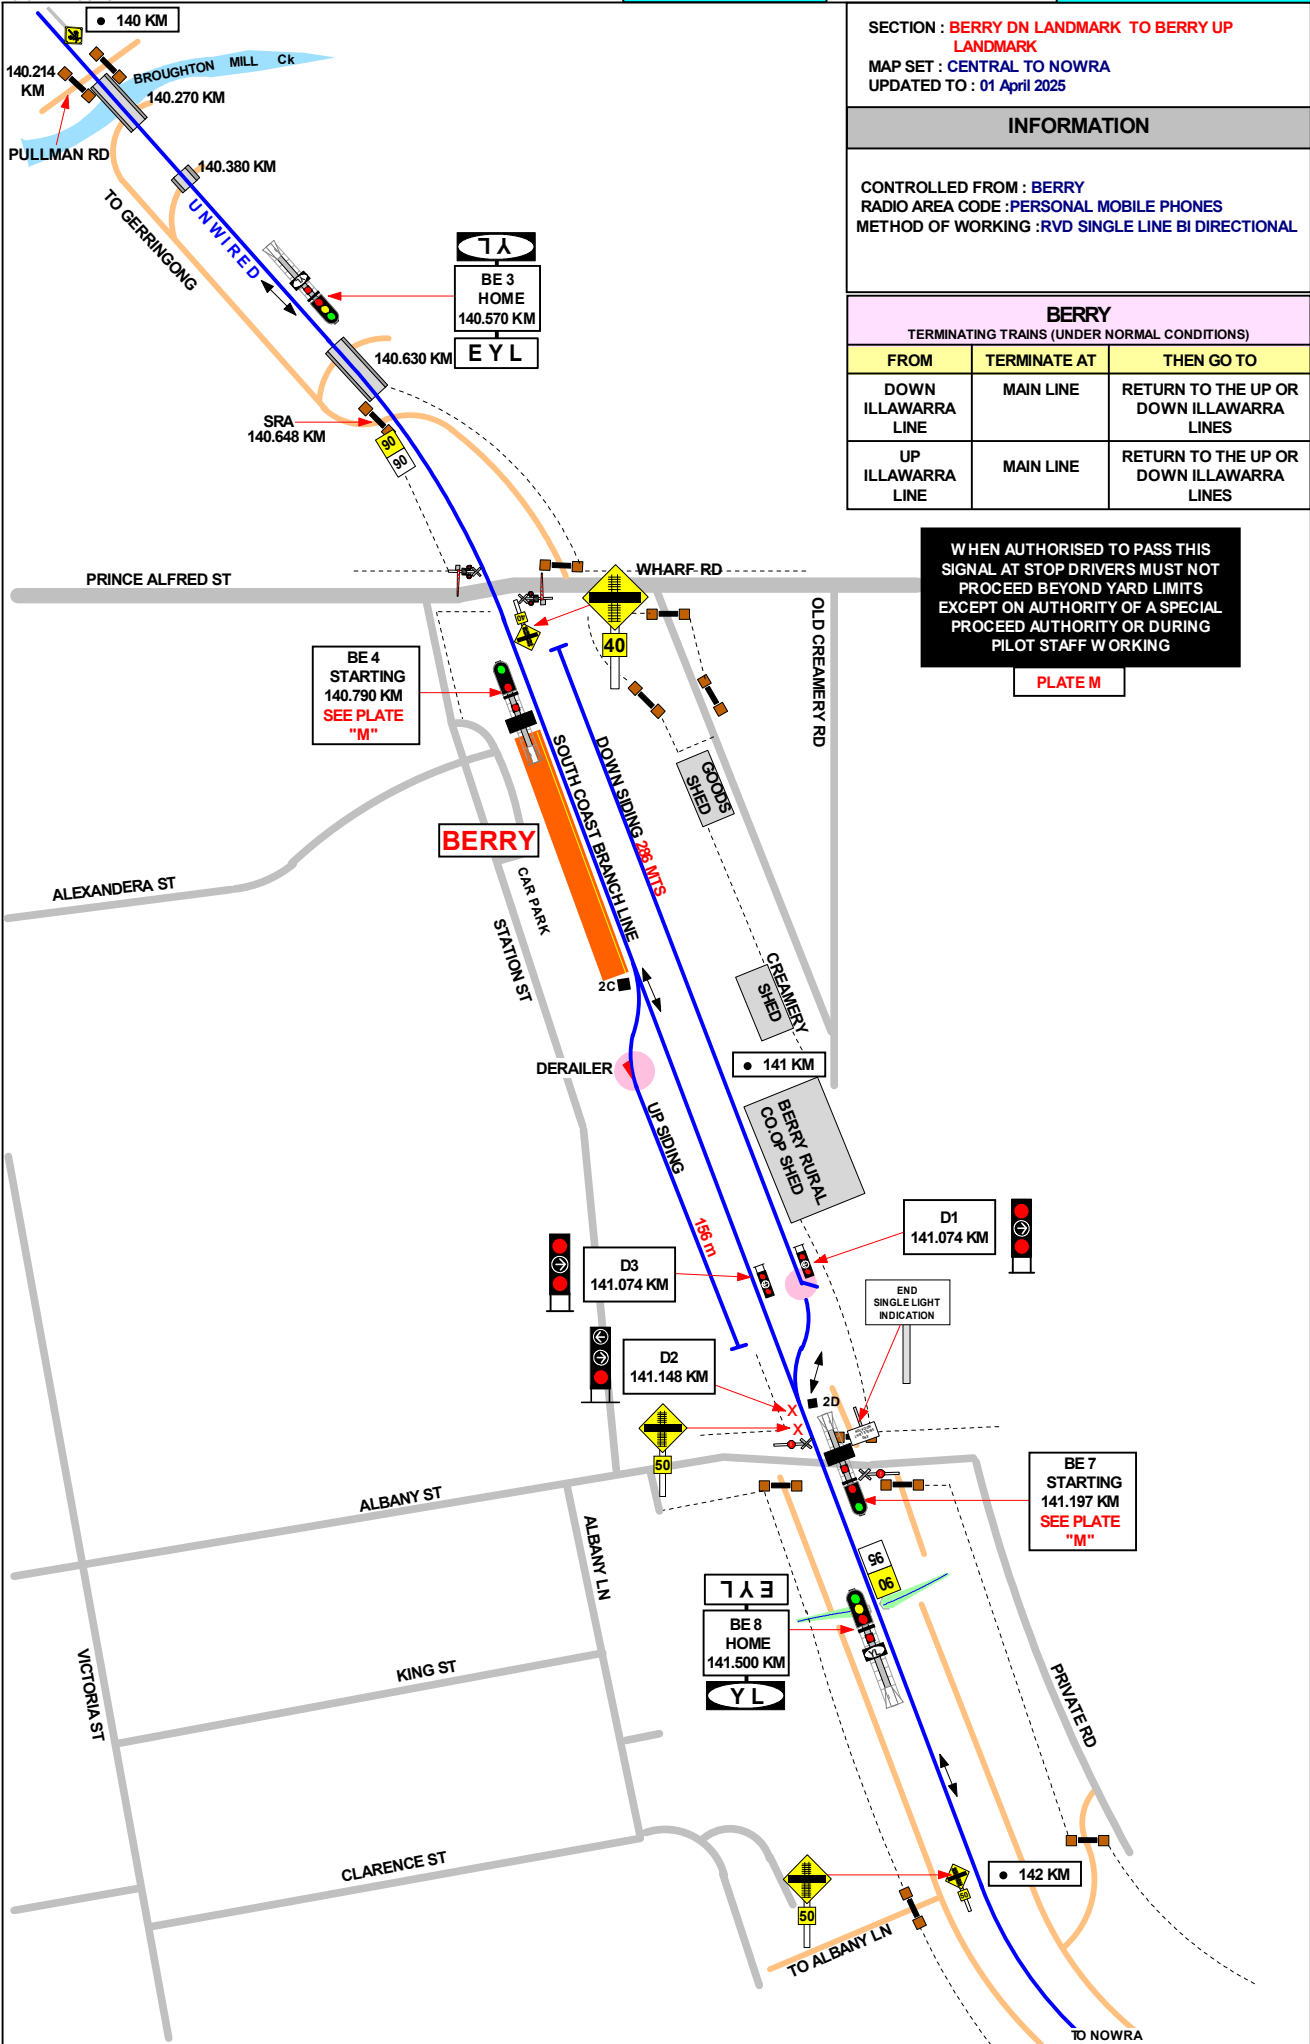 SECTION : BERRY DN LANDMARK TO BERRY UP
LANDMARK
MAP SET : CENTRAL TO NOWRA
UPDATED TO : 01 April 2025
INFORMATION
CONTROLLED FROM : BERRY
RADIO AREA CODE :PERSONAL MOBILE PHONES
METHOD OF WORKING :RVD SINGLE LINE BI DIRECTIONAL
BERRY
TERMINATING TRAINS (UNDER NORMAL CONDITIONS)
FROM TERMINATE AT THEN GO TO
DOWN ILLAWARRA LINE MAIN LINE RETURN TO THE UP OR DOWN ILLAWARRA LINES
UP ILLAWARRA LINE MAIN LINE RETURN TO THE UP OR DOWN ILLAWARRA LINES
WHEN AUTHORISED TO PASS THIS
SIGNAL AT STOP DRIVERS MUST NOT
PROCEED BEYOND YARD LIMITS
EXCEPT ON AUTHORITY OF A SPECIAL
PROCEED AUTHORITY OR DURING
PILOT STAFF WORKING
PLATE M
140 KM
140.214
KM
BROUGHTON MILL Ck
140.270 KM
PULLMAN RD
140.380 KM
TO GERRINGONG
UNWIRED
YL
BE 3
HOME
140.570 KM
EYL
140.630 KM
SRA
140.648 KM
90
90
PRINCE ALFRED ST
WHARF RD
40
40
OLD CREAMERY RD
BE 4
STARTING
140.790 KM
SEE PLATE
"M"
SOUTH COAST BRANCH LINE
DOWN SIDING 286 MTS
GOODS
SHED
BERRY
CAR PARK
ALEXANDERA ST
STATION ST
2C
CREAMERY
SHED
DERAILER
141 KM
UP SIDING
156 m
BERRY RURAL
CO.OP SHED
D1
141.074 KM
D3
141.074 KM
END
SINGLE LIGHT
INDICATION
D2
141.148 KM
X
X
2D
50
ALBANY ST
BE 7
STARTING
141.197 KM
SEE PLATE
"M"
ALBANY LN
95
90
EYL
BE 8
HOME
141.500 KM
YL
YL
VICTORIA ST
KING ST
PRIVATE RD
CLARENCE ST
50
50
142 KM
TO ALBANY LN
TO NOWRA